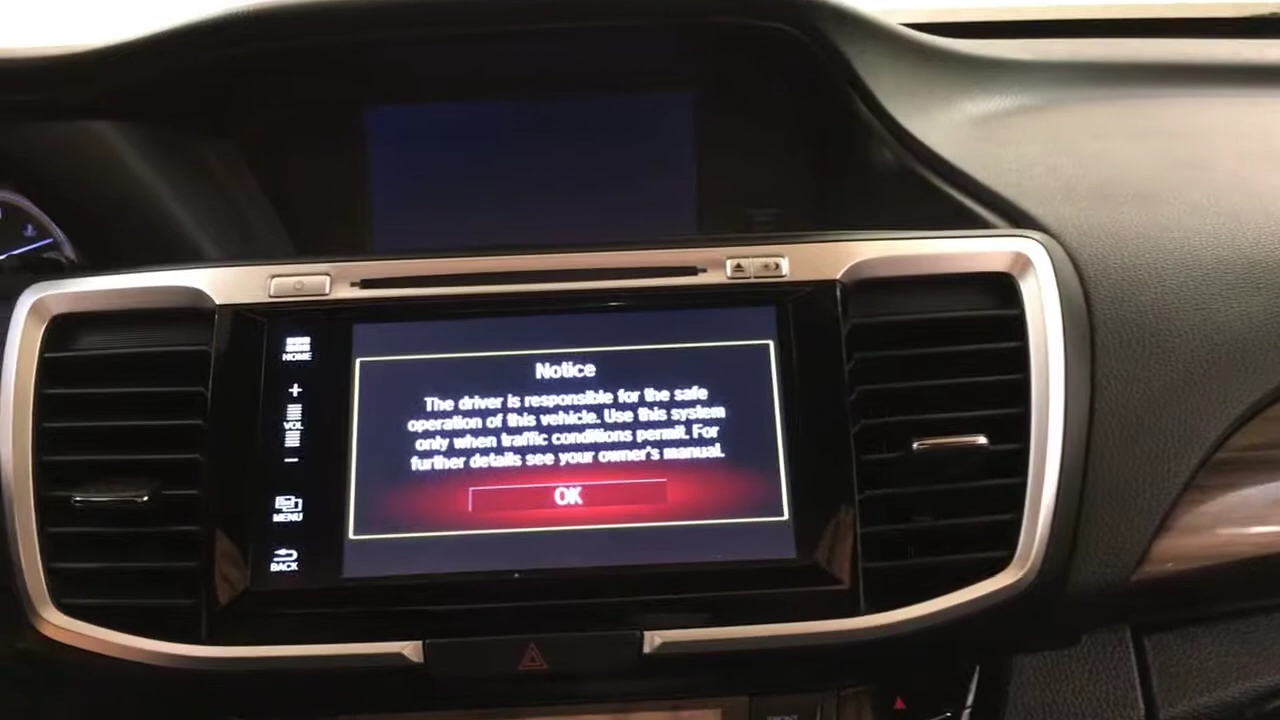 HOME
+
VOL
−
MENU
BACK
Notice
The driver is responsible for the safe
operation of this vehicle. Use this system
only when traffic conditions permit. For
further details see your owner's manual.
OK